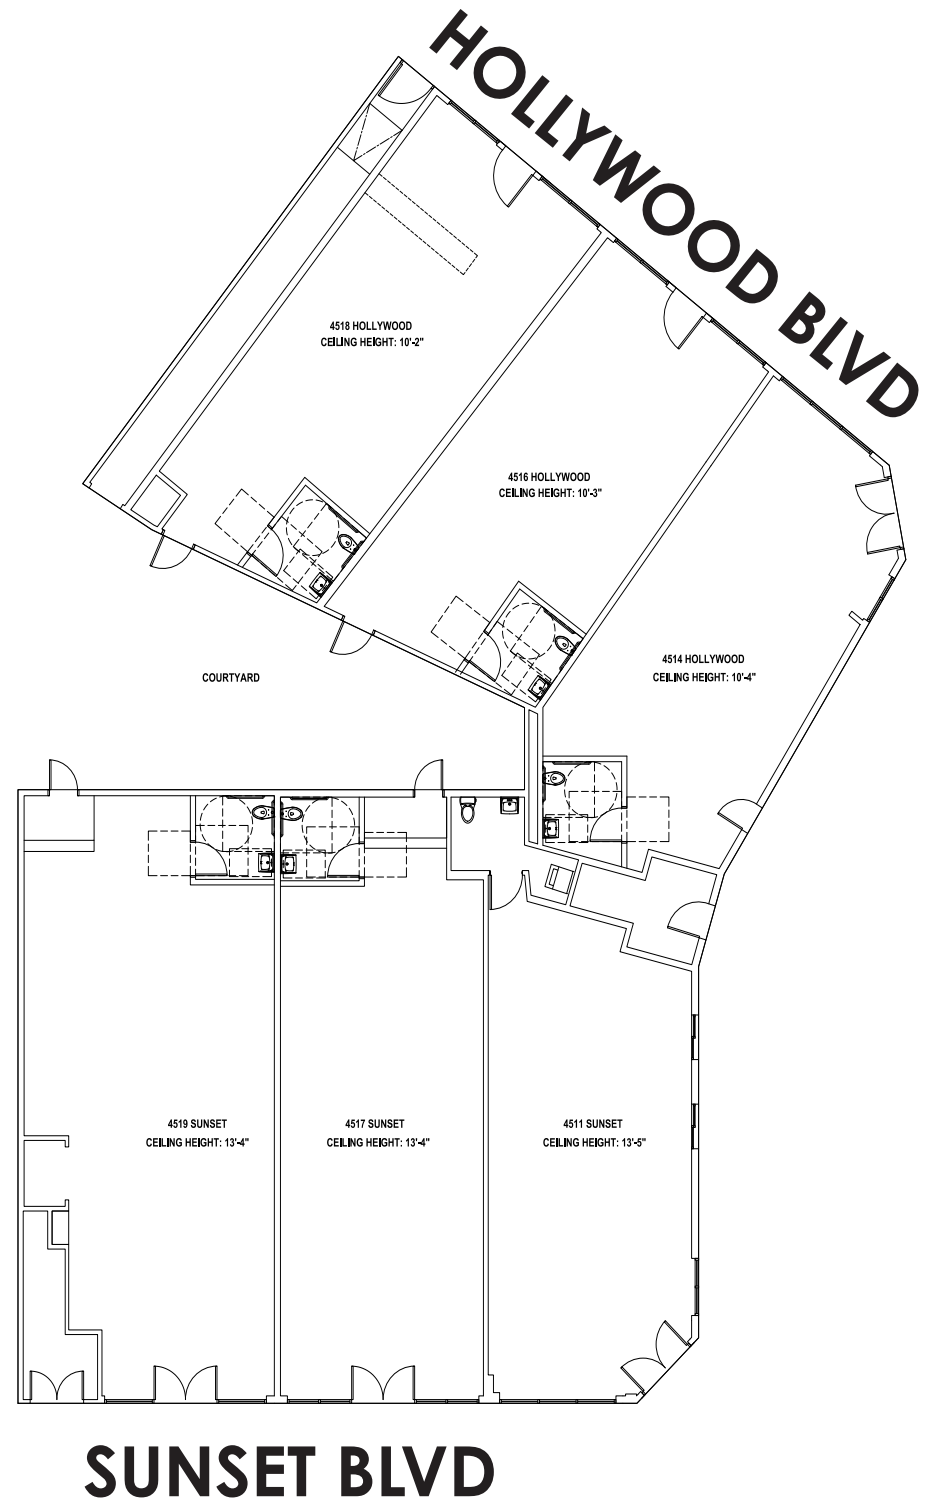 HOLLYWOOD BLVD
4518 HOLLYWOOD
CEILING HEIGHT: 10'-2"
4516 HOLLYWOOD
CEILING HEIGHT: 10'-3"
4514 HOLLYWOOD
CEILING HEIGHT: 10'-4"
COURTYARD
4519 SUNSET
CEILING HEIGHT: 13'-4"
4517 SUNSET
CEILING HEIGHT: 13'-4"
4511 SUNSET
CEILING HEIGHT: 13'-5"
SUNSET BLVD